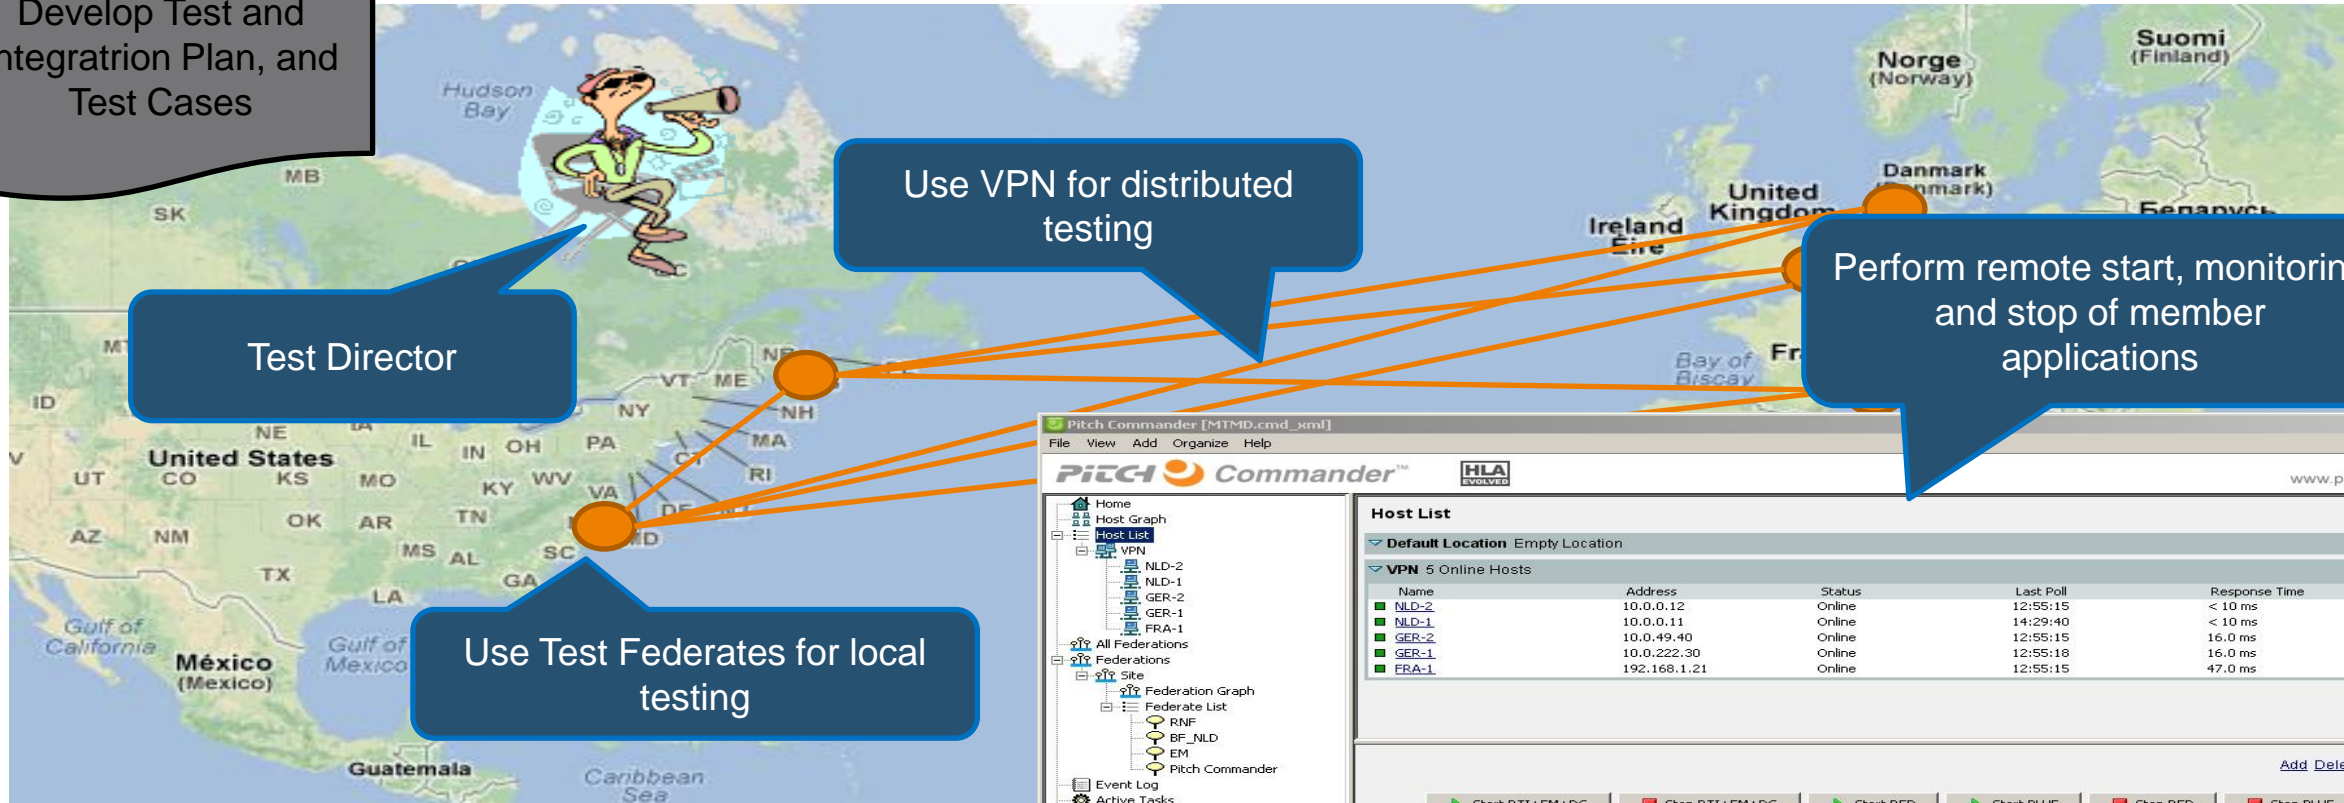 Develop Test and
ntegratrion Plan, and
Test Cases
Hudson
Bay
MB
SK
Norge
(Norway)
Suomi
(Finland)
Danmark
United
Kingdom
Ireland
Éire
Use VPN for distributed
testing
Perform remote start, monitorin
and stop of member
applications
Test Director
Bay of
Biscay
ID
VT
ME
NY
NH
NE
IL
IN
OH
PA
MA
CT
RI
United States
UT
CO
KS
MO
KY
WV
VA
AZ
NM
OK
AR
TN
MS
AL
SC
TX
GA
LA
Gulf of
California
Gulf of
Mexico
México
(Mexico)
Guatemala
Caribbean
Sea
Use Test Federates for local
testing
Pitch Commander [MTMD.cmd_xml]
File View Add Organize Help
PITCH Commander™
HLA
EVOLVED
www.p
Home
Host Graph
Host List
VPN
NLD-2
NLD-1
GER-2
GER-1
FRA-1
All Federations
Federations
Site
Federation Graph
Federate List
RNF
BF_NLD
EM
Pitch Commander
Event Log
Active Tasks
Host List
Default Location Empty Location
VPN 5 Online Hosts
Name Address Status Last Poll Response Time
NLD-2 10.0.0.12 Online 12:55:15 < 10 ms
NLD-1 10.0.0.11 Online 14:29:40 < 10 ms
GER-2 10.0.49.40 Online 12:55:15 16.0 ms
GER-1 10.0.222.30 Online 12:55:18 16.0 ms
FRA-1 192.168.1.21 Online 12:55:15 47.0 ms
Add Dele